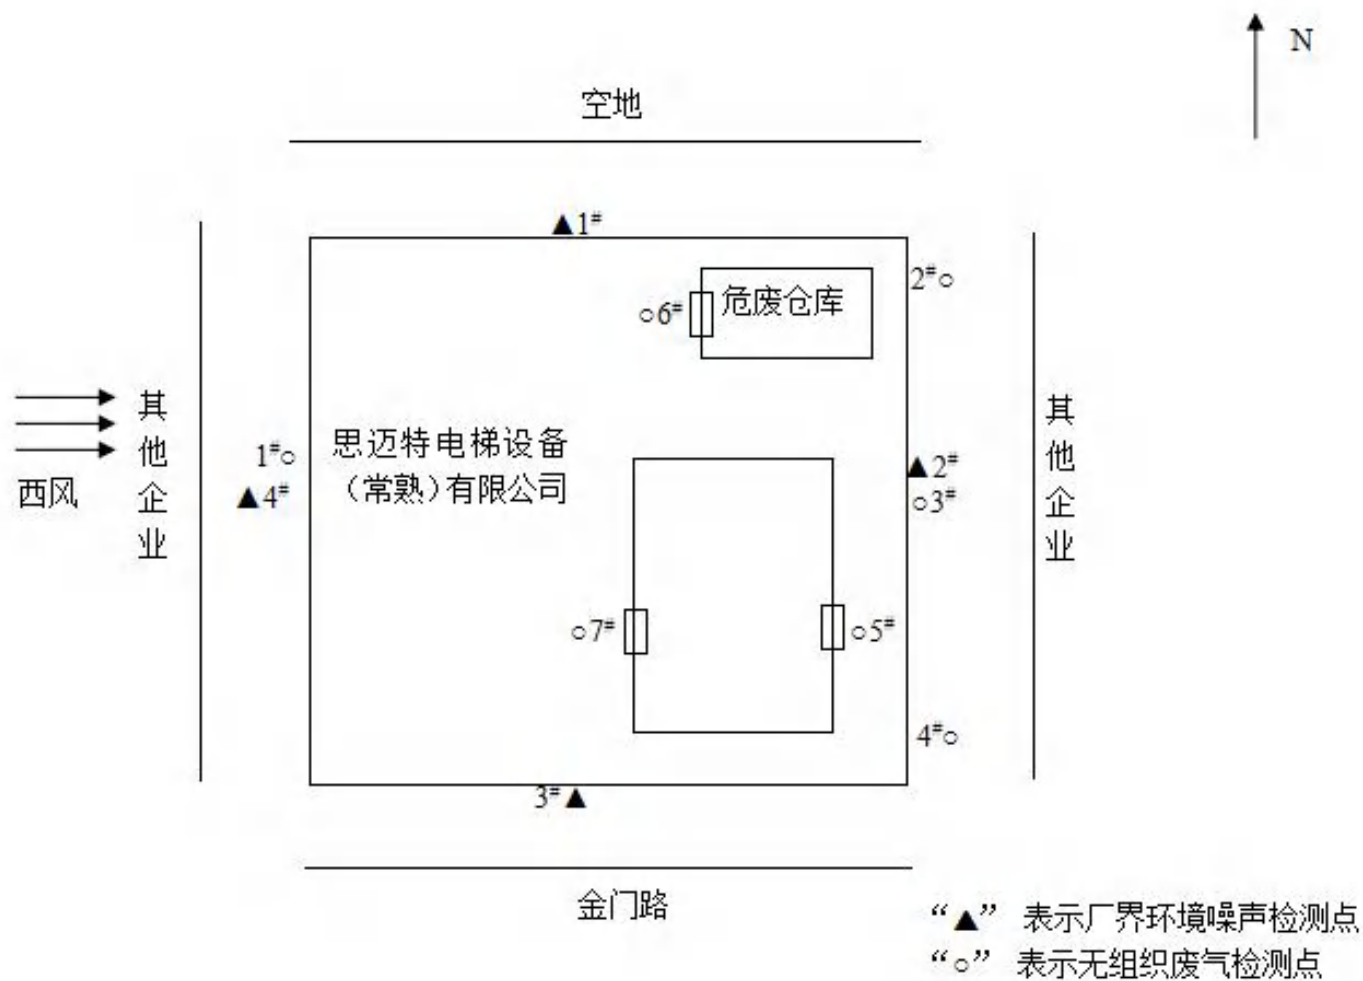 N
空地
▲1#
2#○
○6#
危废仓库
其他企业
西风
1#○
▲4#
思迈特电梯设备
（常熟）有限公司
▲2#
○3#
其他企业
○7#
○5#
4#○
3#▲
金门路
“▲” 表示厂界环境噪声检测点
“○” 表示无组织废气检测点